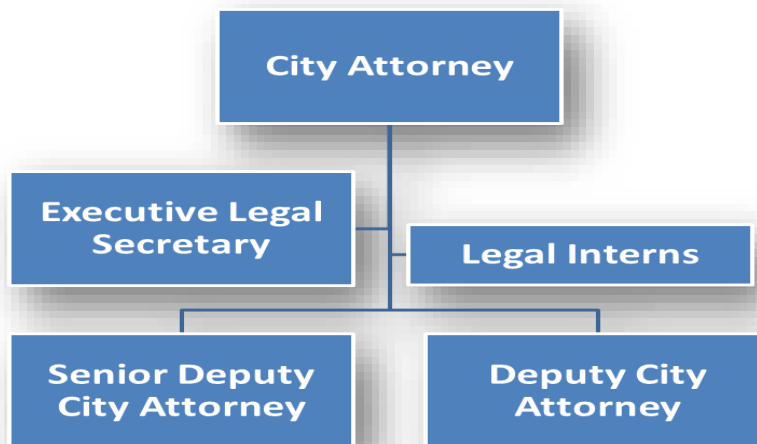 City Attorney
Executive Legal
Secretary
Legal Interns
Senior Deputy
City Attorney
Deputy City
Attorney